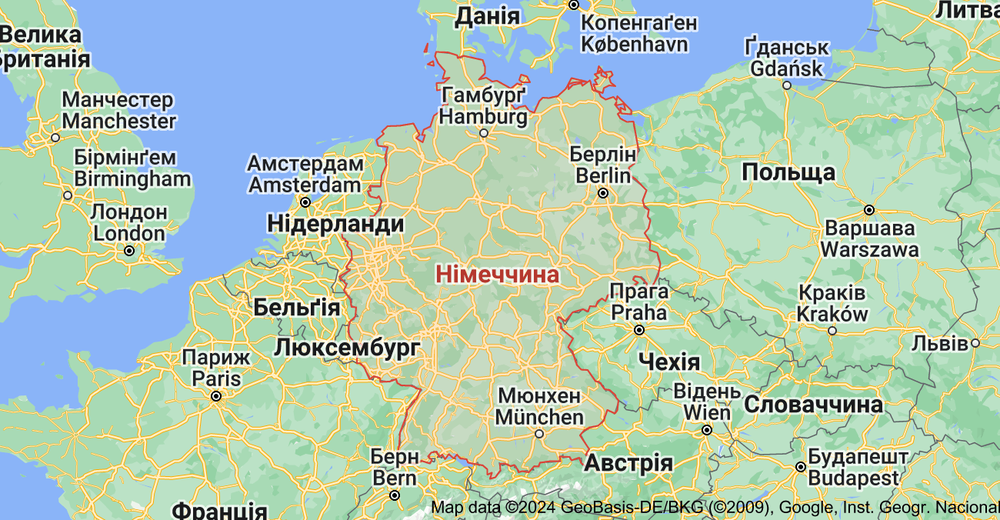 Данія
Копенгаґен
København
Литва
Велика
Британія
Ґданськ
Gdańsk
Манчестер
Manchester
Гамбурґ
Hamburg
Бірмінґем
Birmingham
Амстердам
Amsterdam
Берлін
Berlin
Польща
Лондон
London
Нідерланди
Варшава
Warszawa
Німеччина
Прага
Praha
Краків
Kraków
Бельґія
Львів
Люксембург
Париж
Paris
Чехія
Мюнхен
München
Відень
Wien
Словаччина
Берн
Bern
Австрія
Будапешт
Budapest
Франція
Map data ©2024 GeoBasis-DE/BKG (©2009), Google, Inst. Geogr. Nacional